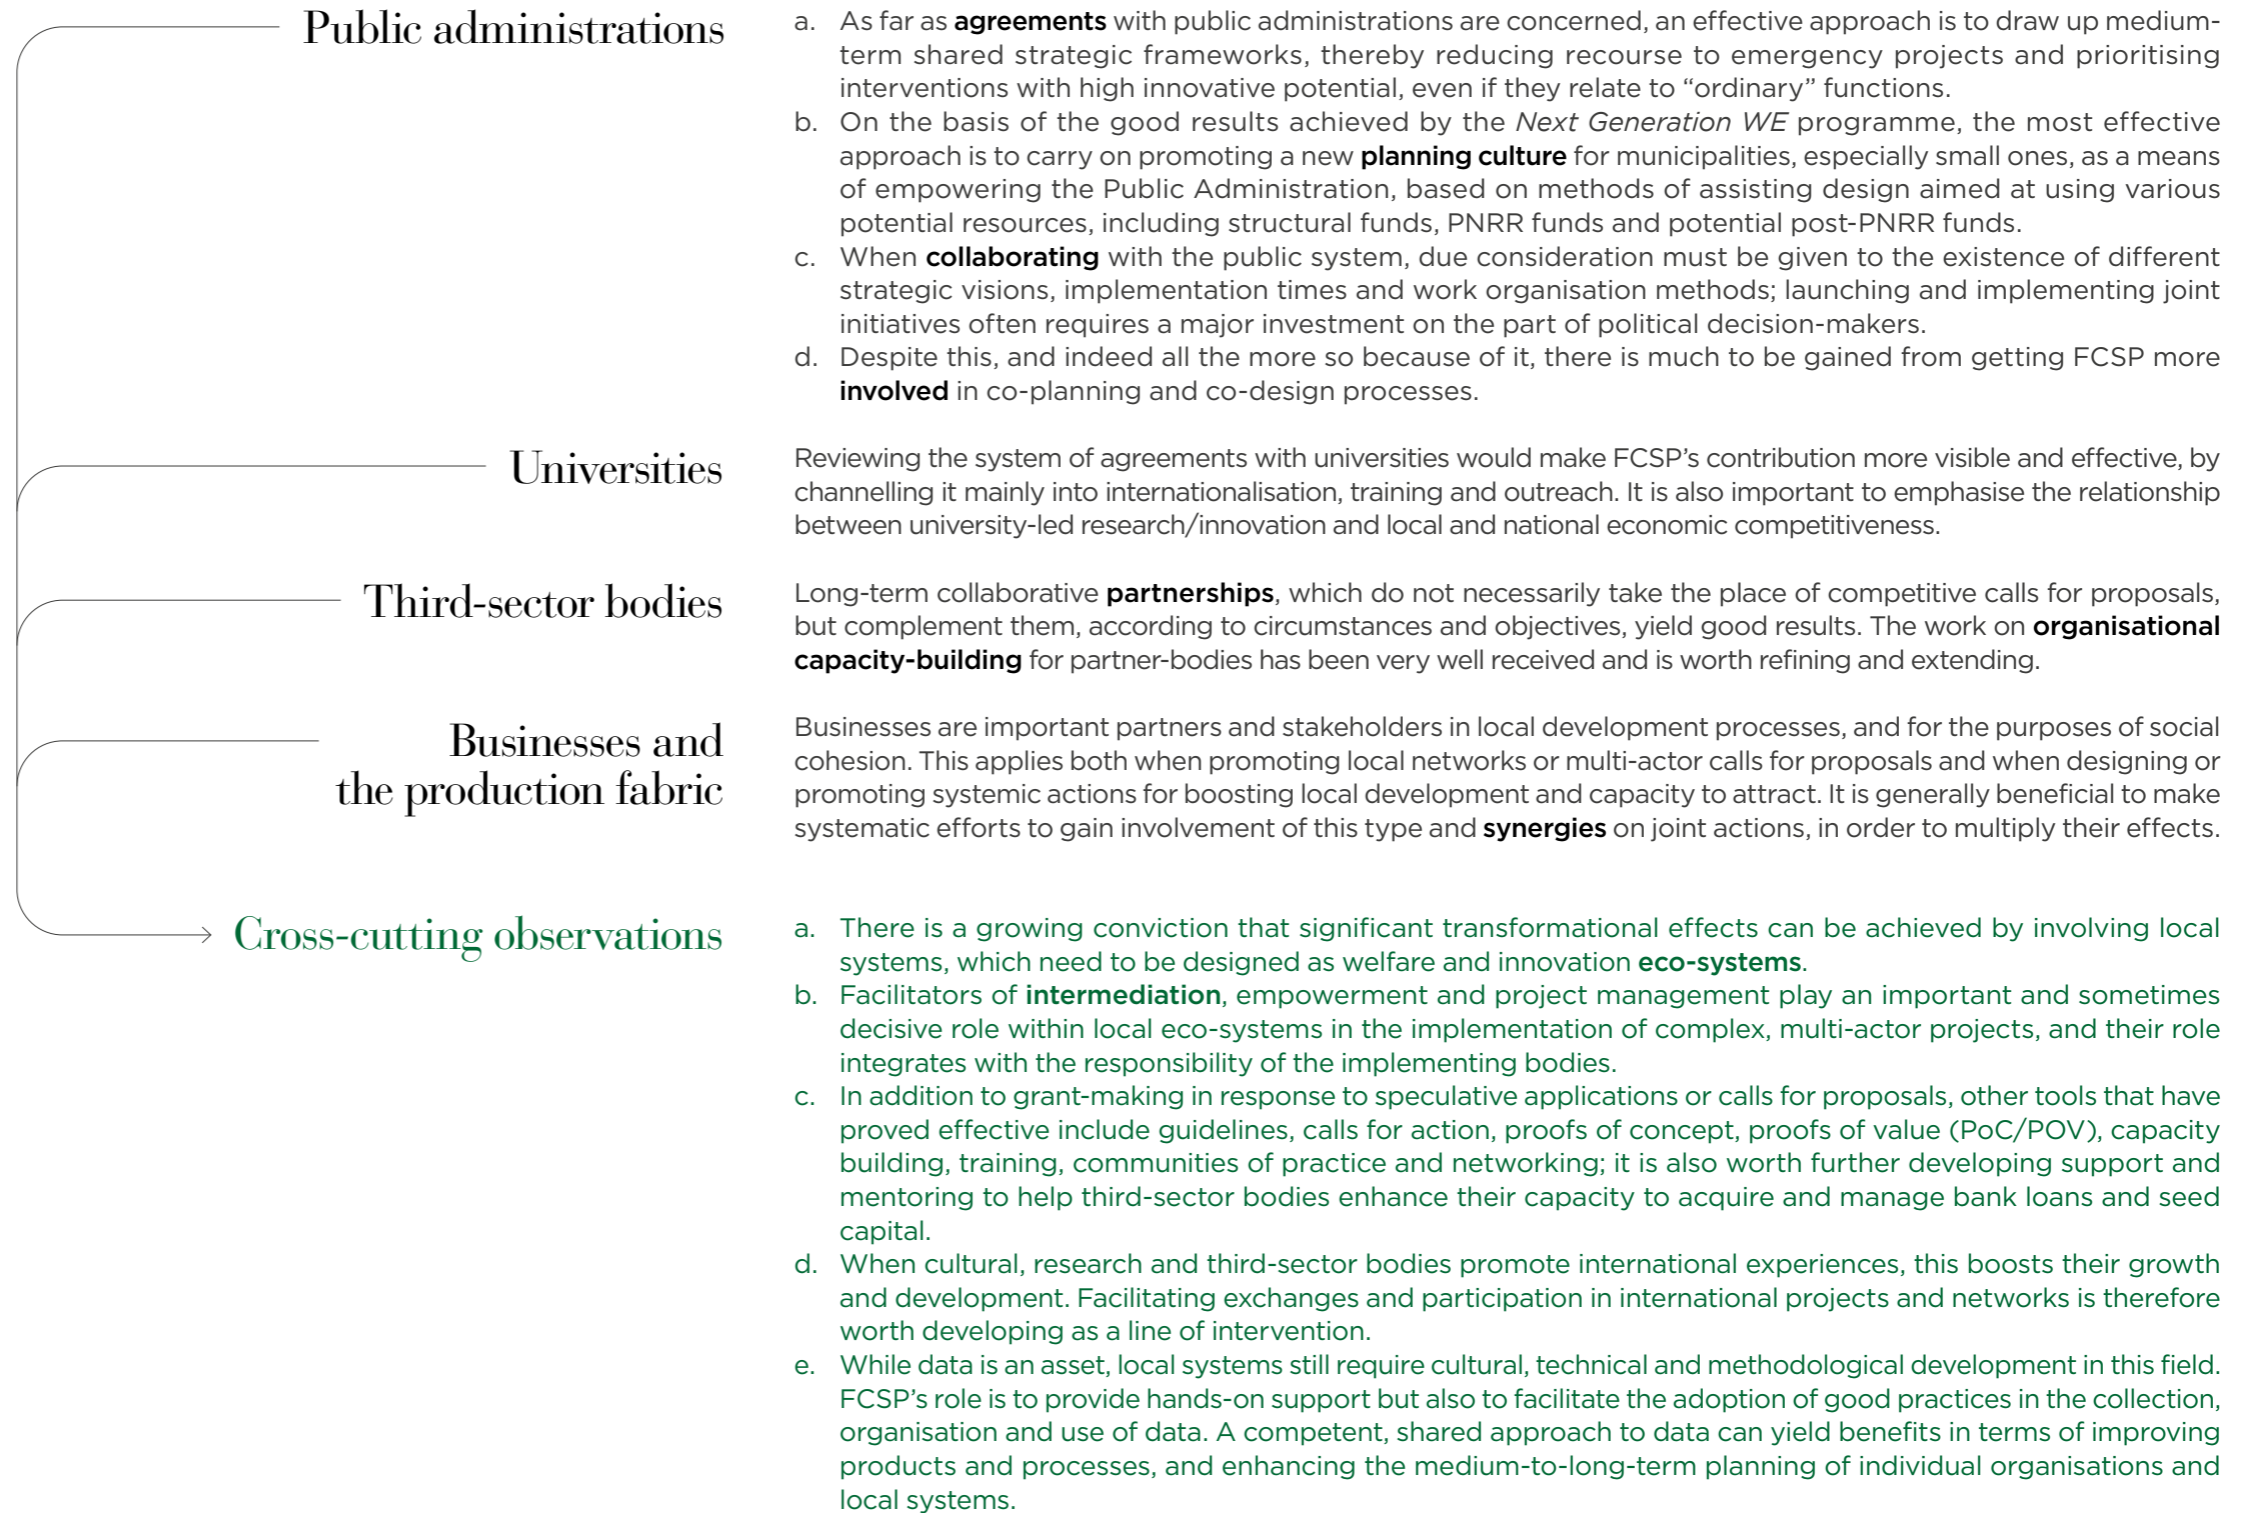 Public administrations
a. As far as agreements with public administrations are concerned, an effective approach is to draw up medium-
term shared strategic frameworks, thereby reducing recourse to emergency projects and prioritising
interventions with high innovative potential, even if they relate to “ordinary” functions.
b. On the basis of the good results achieved by the Next Generation WE programme, the most effective
approach is to carry on promoting a new planning culture for municipalities, especially small ones, as a means
of empowering the Public Administration, based on methods of assisting design aimed at using various
potential resources, including structural funds, PNRR funds and potential post-PNRR funds.
c. When collaborating with the public system, due consideration must be given to the existence of different
strategic visions, implementation times and work organisation methods; launching and implementing joint
initiatives often requires a major investment on the part of political decision-makers.
d. Despite this, and indeed all the more so because of it, there is much to be gained from getting FCSP more
involved in co-planning and co-design processes.
Universities
Reviewing the system of agreements with universities would make FCSP’s contribution more visible and effective, by
channelling it mainly into internationalisation, training and outreach. It is also important to emphasise the relationship
between university-led research/innovation and local and national economic competitiveness.
Third-sector bodies
Long-term collaborative partnerships, which do not necessarily take the place of competitive calls for proposals,
but complement them, according to circumstances and objectives, yield good results. The work on organisational
capacity-building for partner-bodies has been very well received and is worth refining and extending.
Businesses and
the production fabric
Businesses are important partners and stakeholders in local development processes, and for the purposes of social
cohesion. This applies both when promoting local networks or multi-actor calls for proposals and when designing or
promoting systemic actions for boosting local development and capacity to attract. It is generally beneficial to make
systematic efforts to gain involvement of this type and synergies on joint actions, in order to multiply their effects.
Cross-cutting observations
a. There is a growing conviction that significant transformational effects can be achieved by involving local
systems, which need to be designed as welfare and innovation eco-systems.
b. Facilitators of intermediation, empowerment and project management play an important and sometimes
decisive role within local eco-systems in the implementation of complex, multi-actor projects, and their role
integrates with the responsibility of the implementing bodies.
c. In addition to grant-making in response to speculative applications or calls for proposals, other tools that have
proved effective include guidelines, calls for action, proofs of concept, proofs of value (PoC/POV), capacity
building, training, communities of practice and networking; it is also worth further developing support and
mentoring to help third-sector bodies enhance their capacity to acquire and manage bank loans and seed
capital.
d. When cultural, research and third-sector bodies promote international experiences, this boosts their growth
and development. Facilitating exchanges and participation in international projects and networks is therefore
worth developing as a line of intervention.
e. While data is an asset, local systems still require cultural, technical and methodological development in this field.
FCSP’s role is to provide hands-on support but also to facilitate the adoption of good practices in the collection,
organisation and use of data. A competent, shared approach to data can yield benefits in terms of improving
products and processes, and enhancing the medium-to-long-term planning of individual organisations and
local systems.